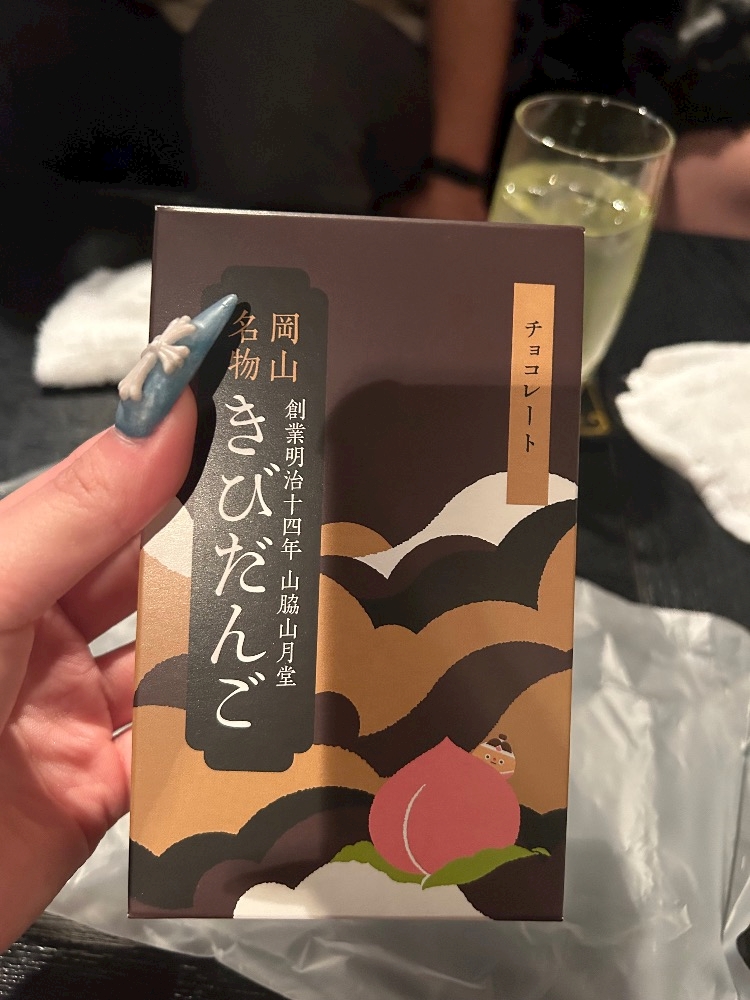 チョコレート
岡山
名物
創業明治十四年 山脇山月堂
きびだんご